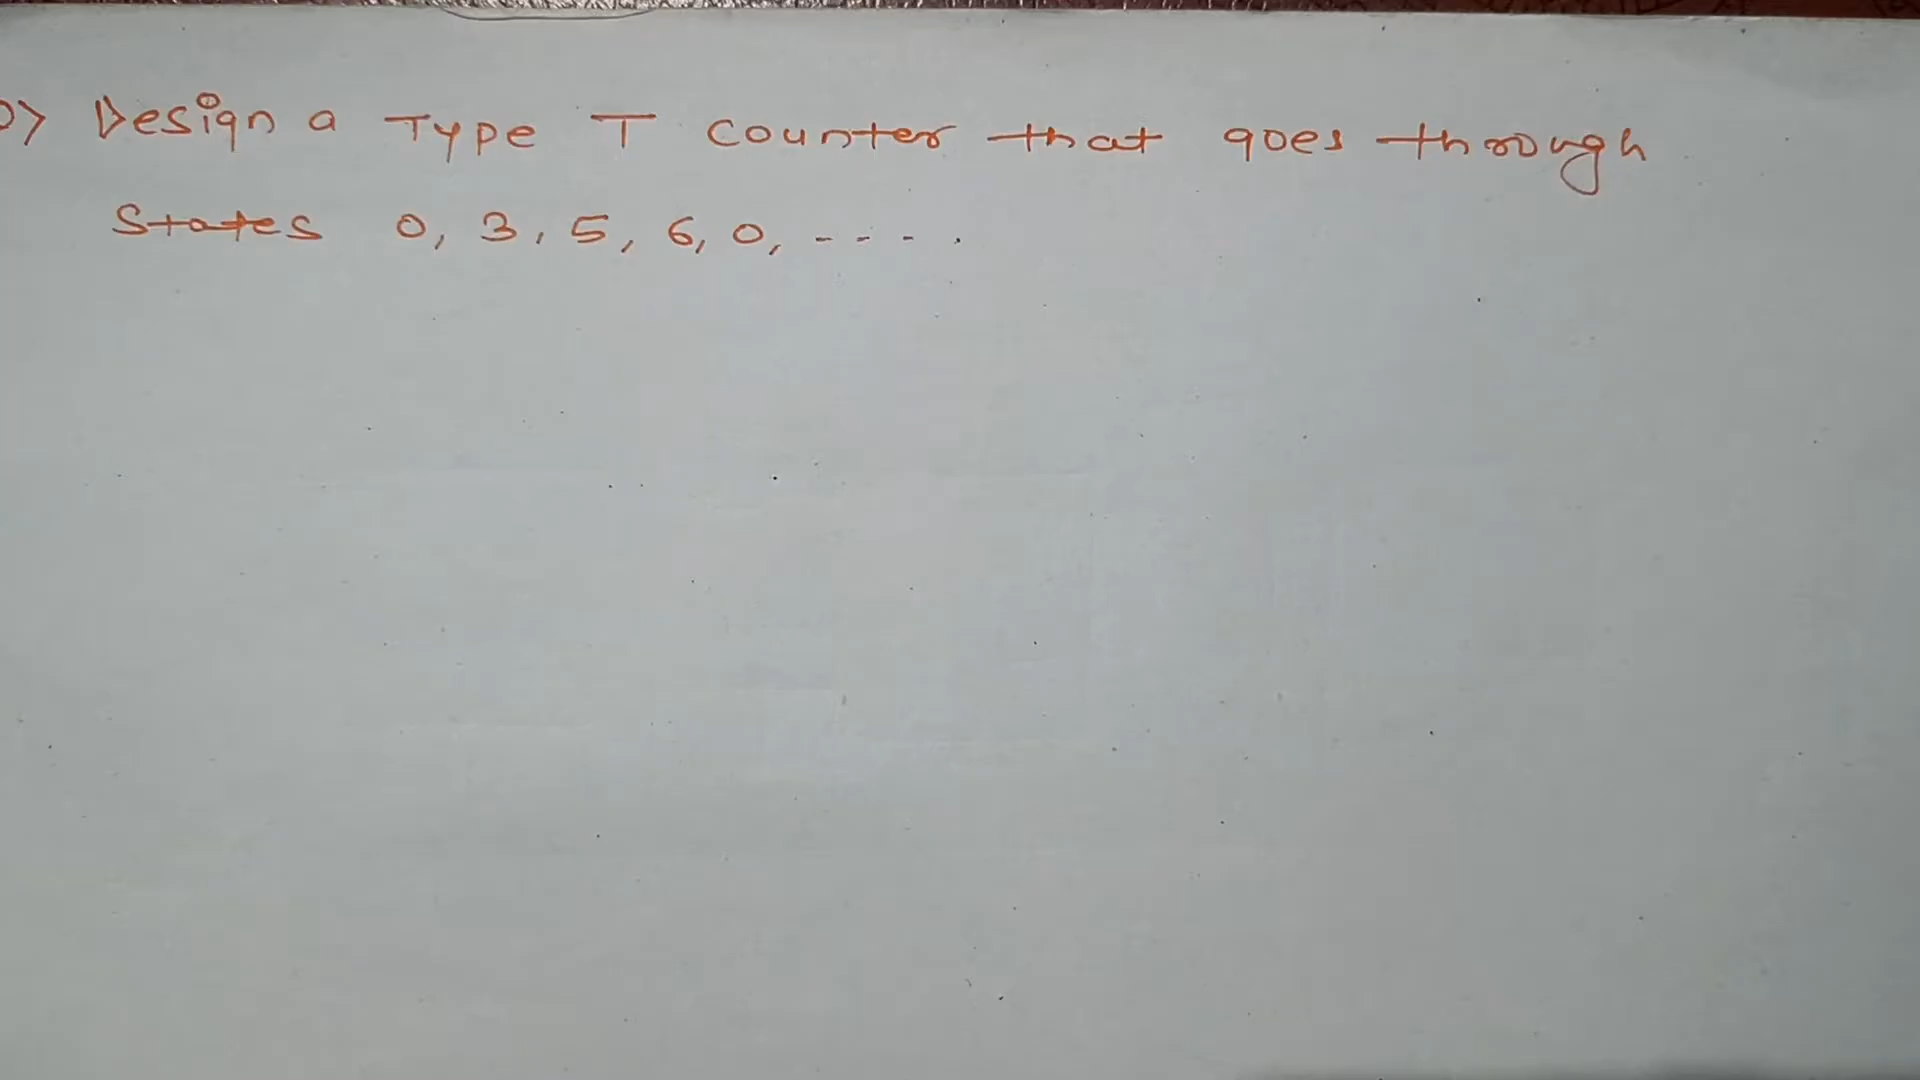 Design a Type T counter that goes through
States 0, 3, 5, 6, 0, - - - .